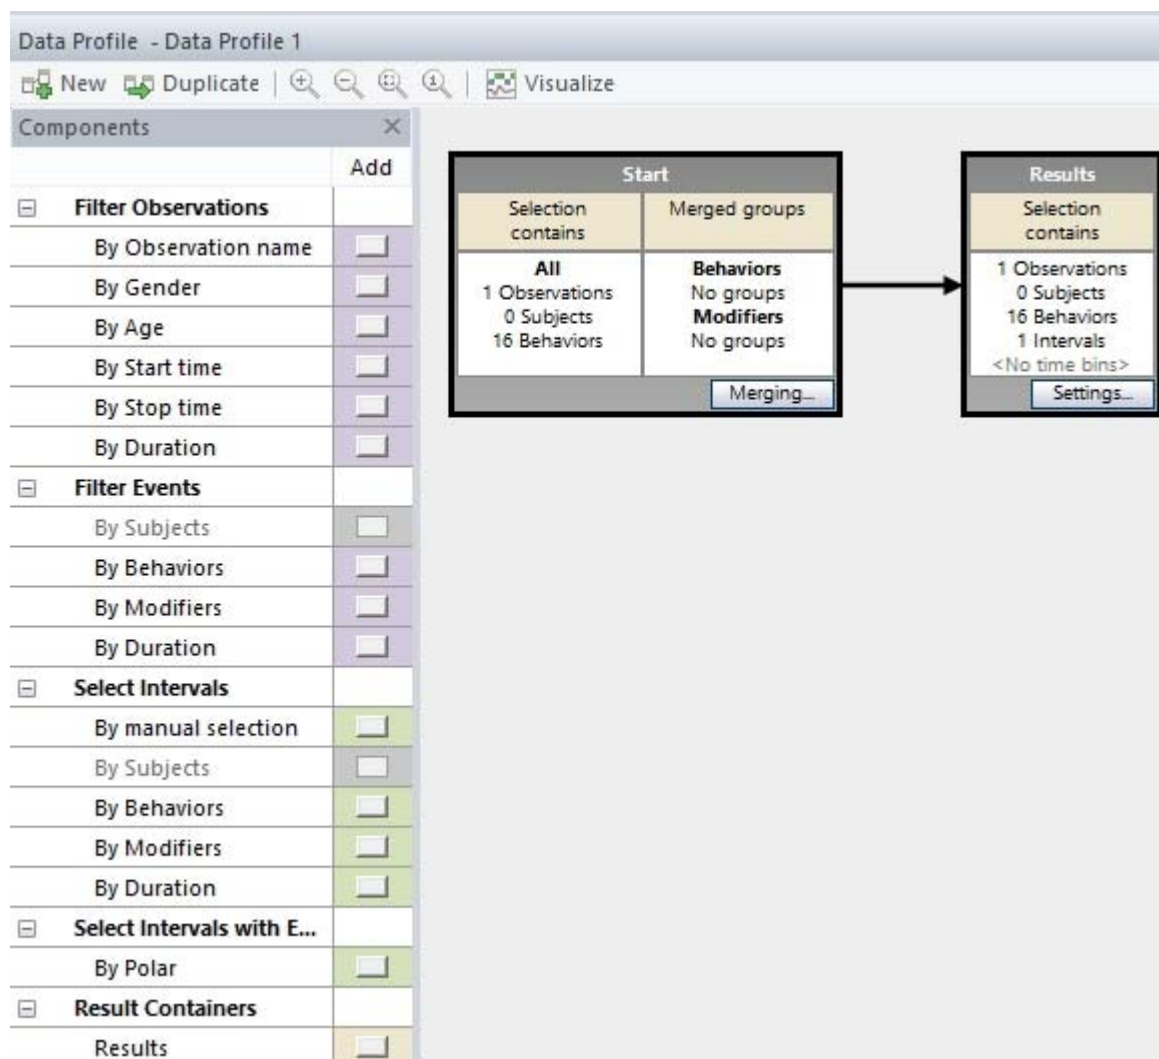 Data Profile - Data Profile 1
New Duplicate Visualize
Components
Add
Filter Observations
By Observation name
By Gender
By Age
By Start time
By Stop time
By Duration
Filter Events
By Subjects
By Behaviors
By Modifiers
By Duration
Select Intervals
By manual selection
By Subjects
By Behaviors
By Modifiers
By Duration
Select Intervals with E...
By Polar
Result Containers
Results
Start
Selection
contains
Merged groups
All
1 Observations
0 Subjects
16 Behaviors
Behaviors
No groups
Modifiers
No groups
Merging...
Results
Selection
contains
1 Observations
0 Subjects
16 Behaviors
1 Intervals
<No time bins>
Settings...